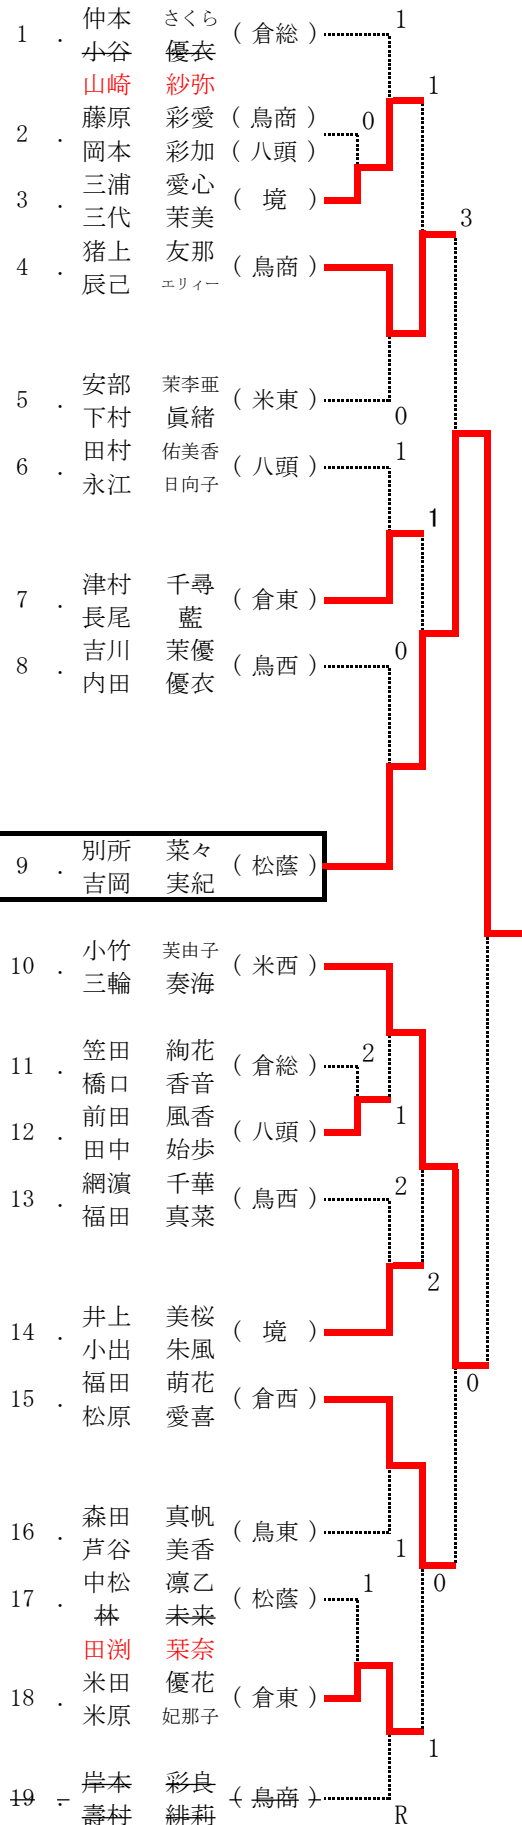 仲本 さくら 1
1 . ( 倉総 )
小谷 優衣
山崎 紗弥 1
藤原 彩愛 ( 鳥商 ) 0
2 .
岡本 彩加 ( 八頭 )
三浦 愛心
3 . ( 境 )
三代 茉美 3
猪上 友那
4 . ( 鳥商 )
辰己 エリィー
安部 茉李亜
5 . ( 米東 )
下村 眞緒 0
田村 佑美香 1
6 . ( 八頭 )
永江 日向子
1
津村 千尋
7 . ( 倉東 )
長尾 藍
吉川 茉優 0
8 . ( 鳥西 )
内田 優衣
別所 菜々
9 . ( 松蔭 )
吉岡 実紀
小竹 芙由子
10 . ( 米西 )
三輪 奏海
笠田 絢花 2
11 . ( 倉総 )
橋口 香音
前田 風香 1
12 . ( 八頭 )
田中 始歩
網濵 千華 2
13 . ( 鳥西 )
福田 真菜
2
井上 美桜
14 . ( 境 )
小出 朱風
福田 萌花 0
15 . ( 倉西 )
松原 愛喜
森田 真帆
16 . ( 鳥東 )
芦谷 美香 1
中松 凛乙 1 0
17 . ( 松蔭 )
林 未来
田渕 栞奈
米田 優花
18 . ( 倉東 )
米原 妃那子
1
岸本 彩良
19 . ( 鳥商 )
壽村 緋莉 R